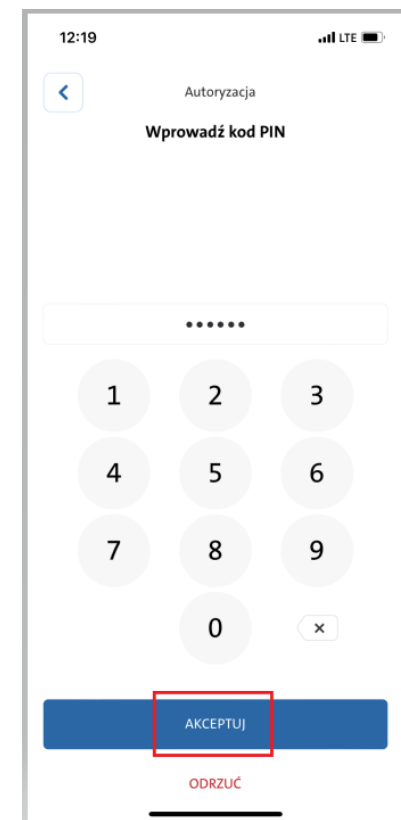 12:19 LTE
Autoryzacja
Wprowadź kod PIN
••••••
1 2 3
4 5 6
7 8 9
0
AKCEPTUJ
ODRZUĆ